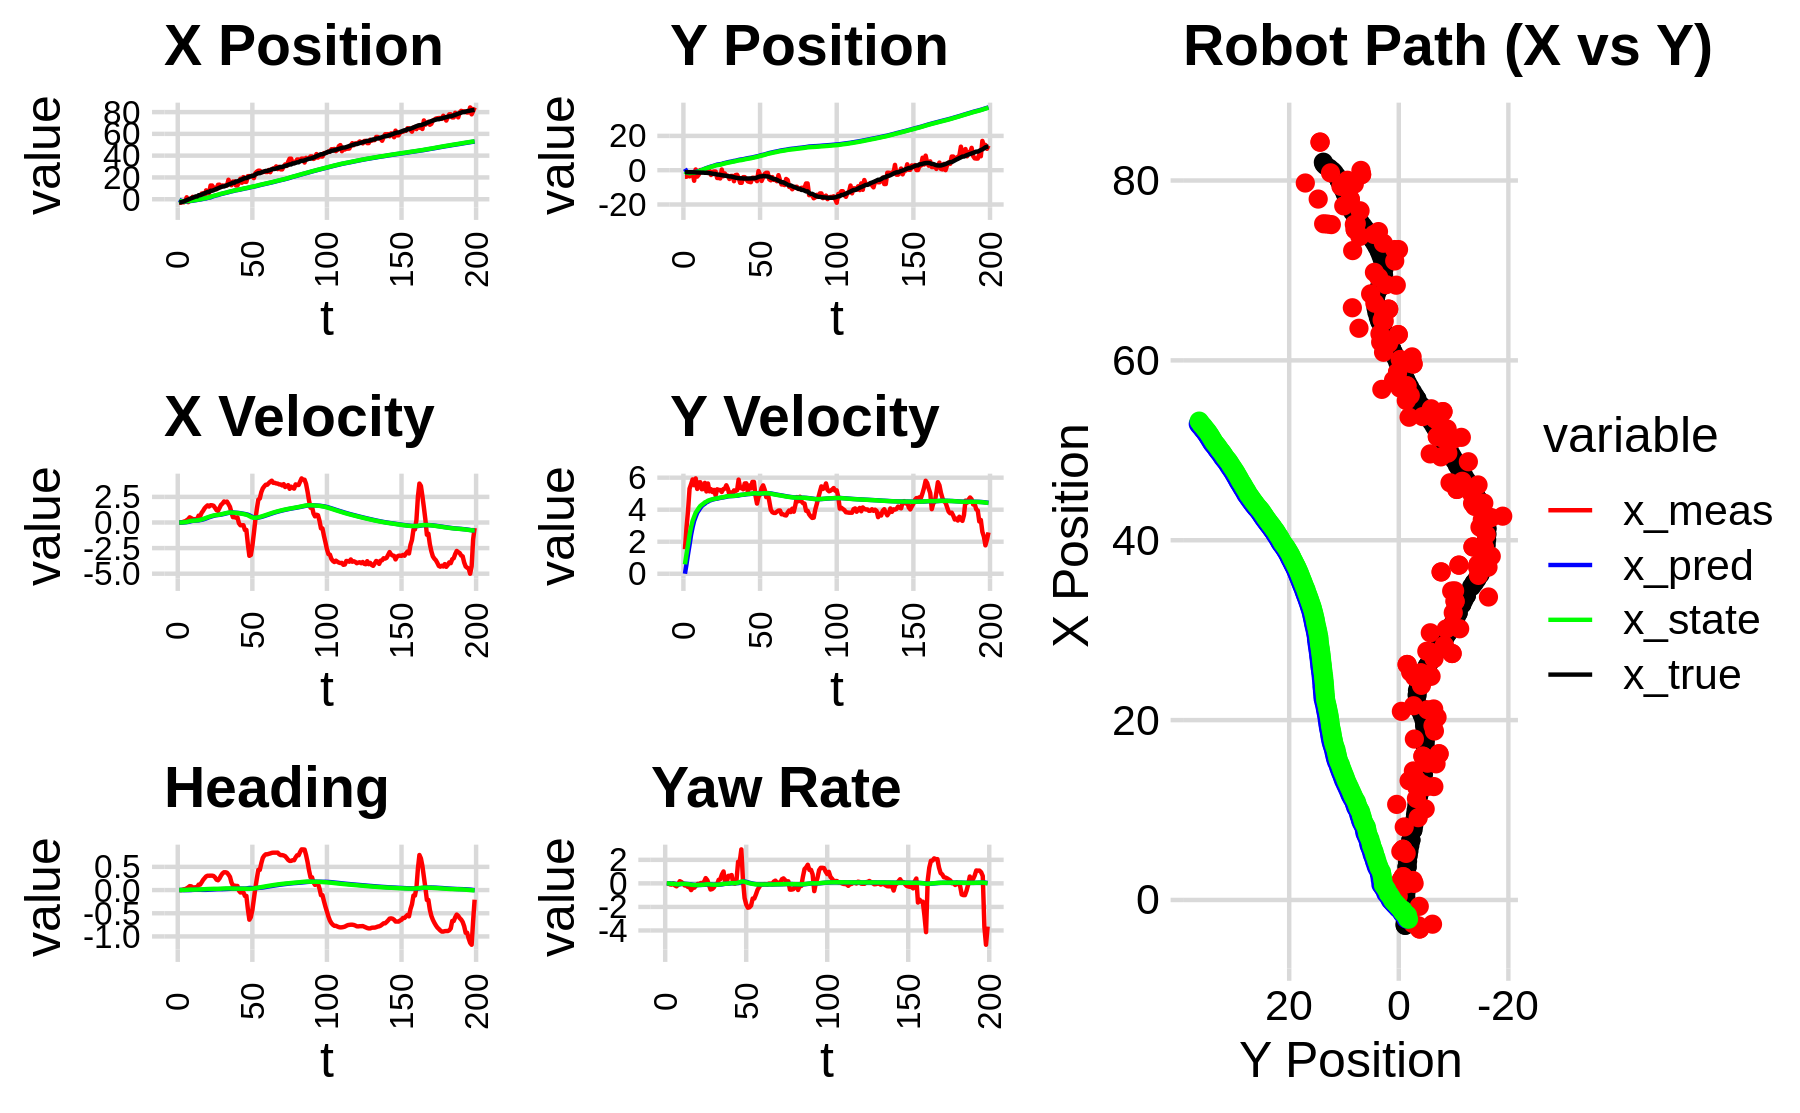 X Position
value
80
60
40
20
0
0
50
100
150
200
t
Y Position
value
20
0
-20
0
50
100
150
200
t
X Velocity
value
2.5
0.0
-2.5
-5.0
0
50
100
150
200
t
Y Velocity
value
6
4
2
0
0
50
100
150
200
t
Heading
value
0.5
0.0
-0.5
-1.0
0
50
100
150
200
t
Yaw Rate
value
2
0
-2
-4
0
50
100
150
200
t
Robot Path (X vs Y)
X Position
80
60
40
20
0
20
0
-20
Y Position
variable
x_meas
x_pred
x_state
x_true